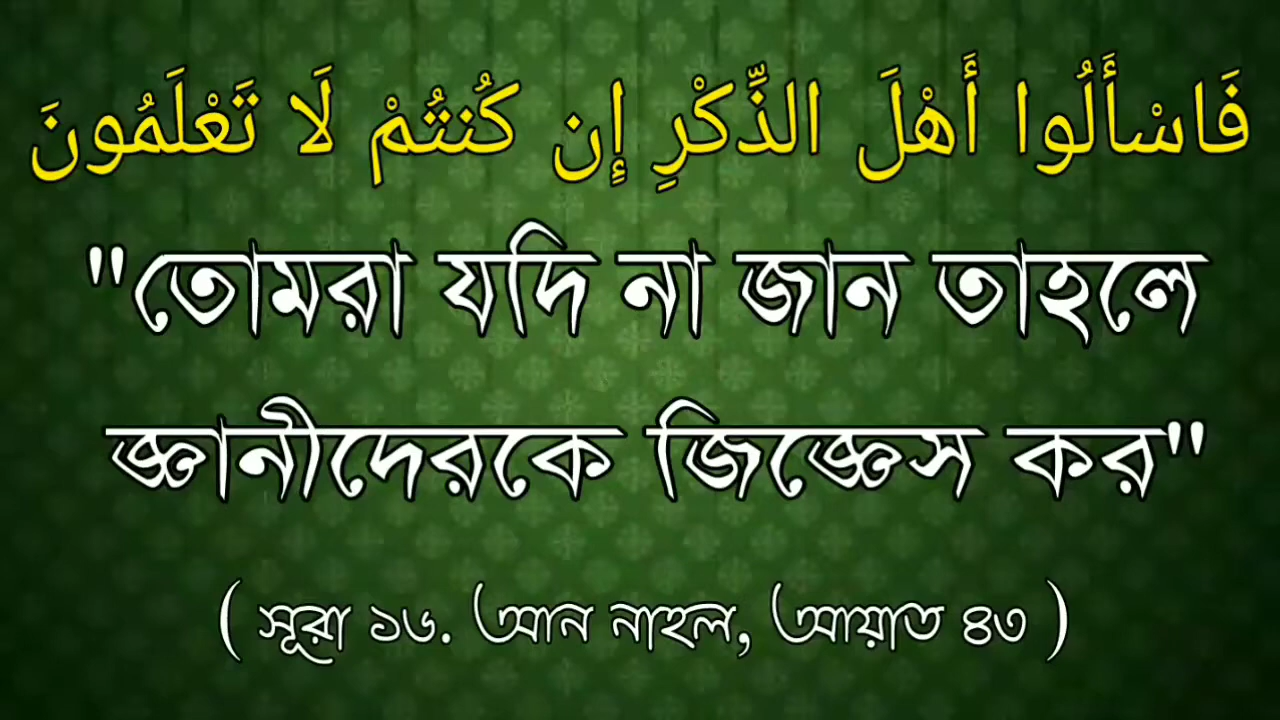 فَاسْأَلُوا أَهْلَ الذِّكْرِ إِن كُنتُمْ لَا تَعْلَمُونَ
"তোমরা যদি না জান তাহলে
জ্ঞানীদেরকে জিজ্ঞেস কর"
( সূরা ১৬. আন নাহল, আয়াত ৪৩ )